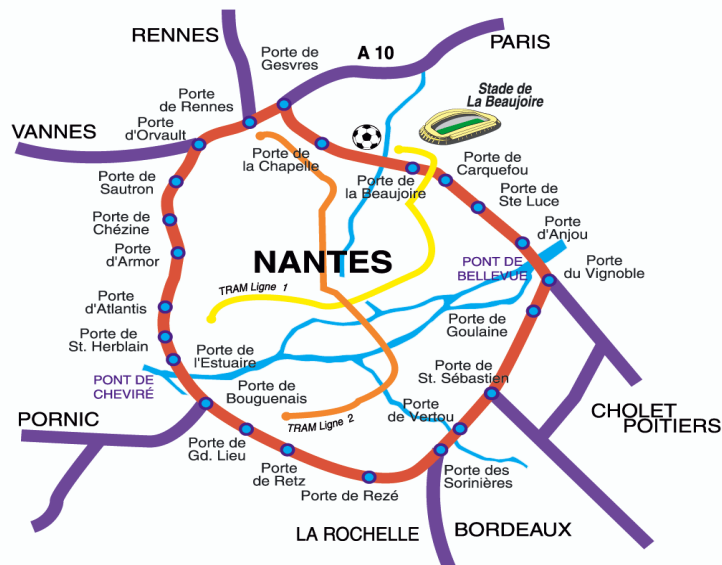 RENNES
Porte de
Gesvres
A 10
PARIS
Porte
de Rennes
Stade de
La Beaujoire
Porte
d'Orvault
VANNES
Porte de
la Chapelle
Porte de
la Beaujoire
Porte de
Carquefou
Porte de
Sautron
Porte de
Ste Luce
Porte de
Chézine
Porte
d'Anjou
Porte
d'Armor
NANTES
PONT DE
BELLEVUE
Porte
du Vignoble
TRAM Ligne 1
Porte
d'Atlantis
Porte de
Goulaine
Porte de
St. Herblain
Porte de
l'Estuaire
Porte de
St. Sébastien
PONT DE
CHEVIRÉ
Porte de
Bouguenais
Porte
de Vertou
CHOLET
POITIERS
PORNIC
TRAM Ligne 2
Porte de
Gd. Lieu
Porte
de Retz
Porte de Rezé
Porte des
Sorinières
LA ROCHELLE
BORDEAUX